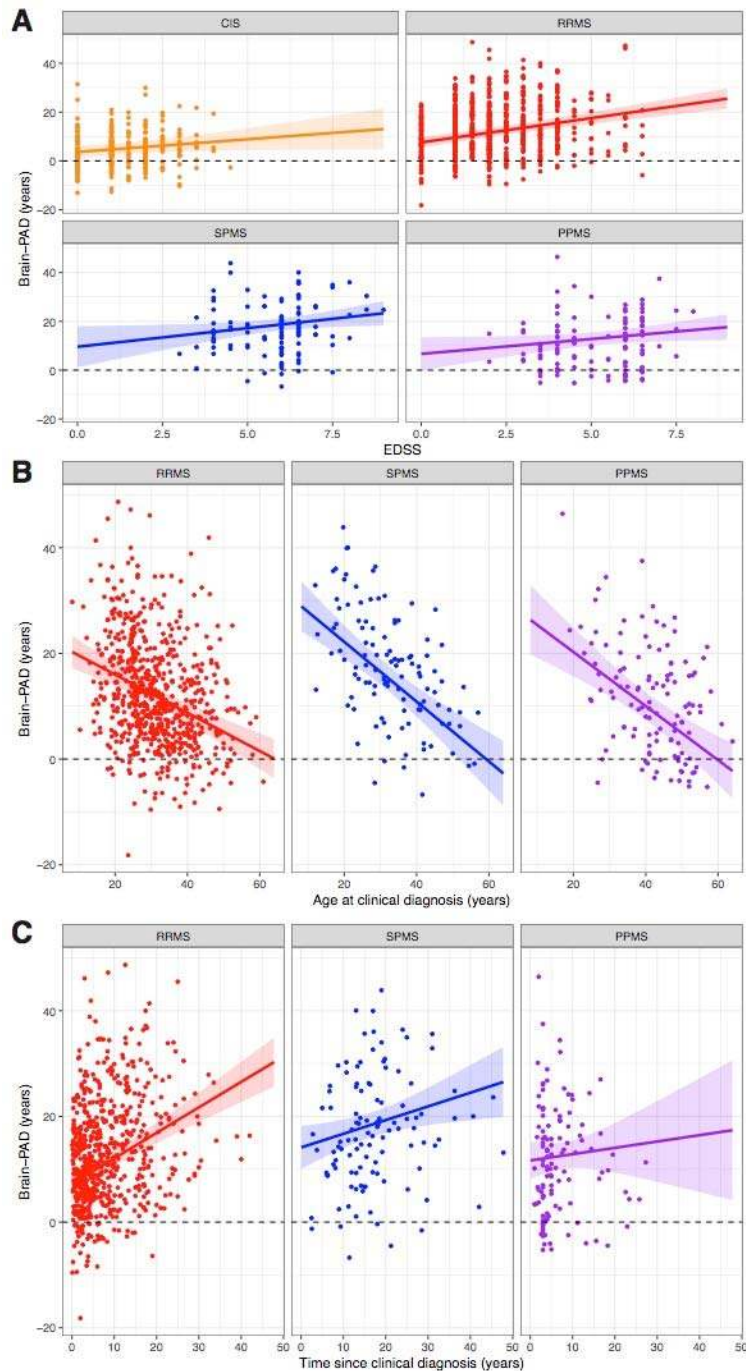 A
CIS RRMS
40
20
0
−20
SPMS PPMS
40
20
0
−20
Brain−PAD (years)
0.0 2.5 5.0 7.5 0.0 2.5 5.0 7.5
EDSS
B
RRMS SPMS PPMS
40
20
0
−20
Brain−PAD (years)
20 40 60 20 40 60 20 40 60
Age at clinical diagnosis (years)
C
RRMS SPMS PPMS
40
20
0
−20
Brain−PAD (years)
0 10 20 30 40 50 0 10 20 30 40 50 0 10 20 30 40 50
Time since clinical diagnosis (years)